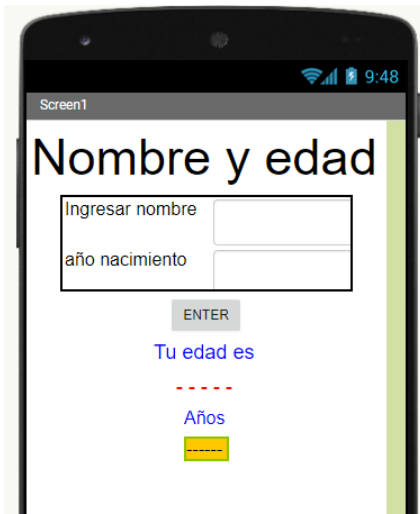 9:48
Screen1
Nombre y edad
Ingresar nombre
año nacimiento
ENTER
Tu edad es
- - - - -
Años
------